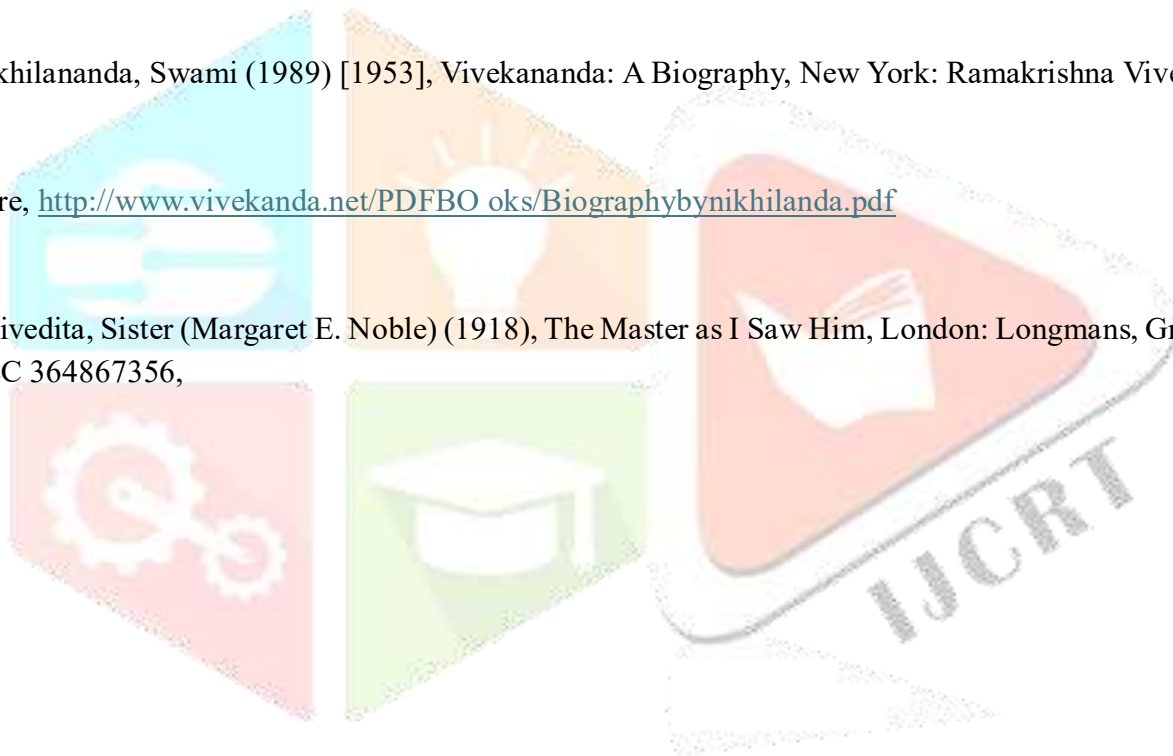 khilananda, Swami (1989) [1953], Vivekananda: A Biography, New York: Ramakrishna Vive
re, http://www.vivekanda.net/PDFBO oks/Biographybynikhilanda.pdf
ivedita, Sister (Margaret E. Noble) (1918), The Master as I Saw Him, London: Longmans, Gr
C 364867356,
IJCRT